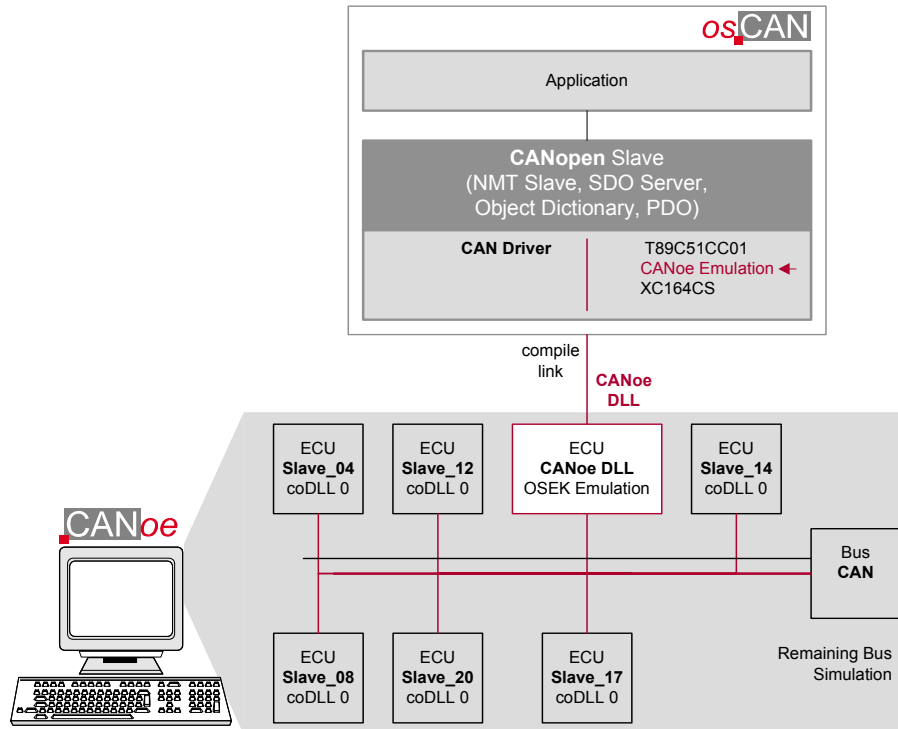 osCAN
Application
CANopen Slave
(NMT Slave, SDO Server,
Object Dictionary, PDO)
CAN Driver
T89C51CC01
CANoe Emulation
XC164CS
compile
link
CANoe
DLL
ECU
Slave_04
coDLL 0
ECU
Slave_12
coDLL 0
ECU
CANoe DLL
OSEK Emulation
ECU
Slave_14
coDLL 0
.CANoe
Bus
CAN
ECU
Slave_08
coDLL 0
ECU
Slave_20
coDLL 0
ECU
Slave_17
coDLL 0
Remaining Bus
Simulation